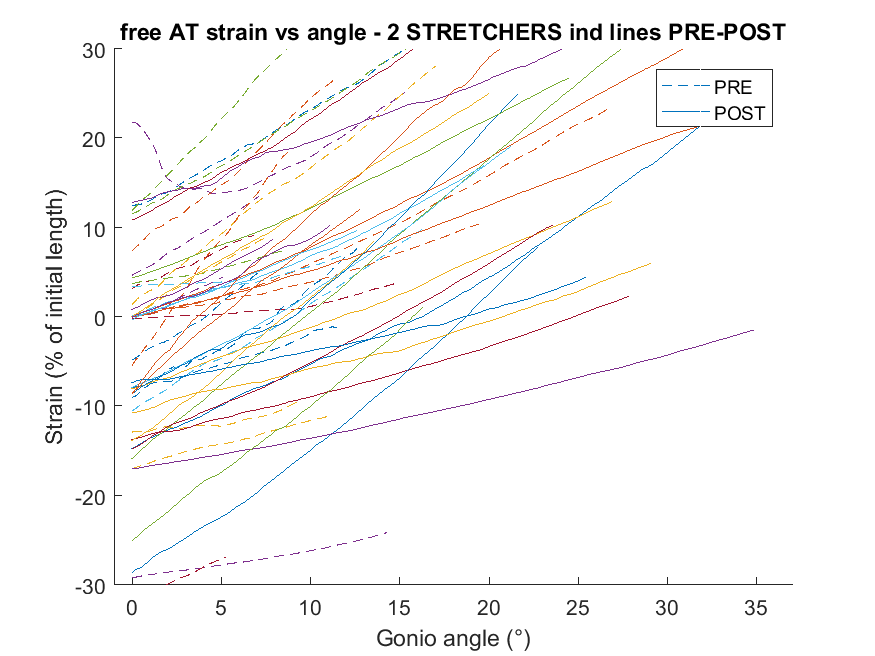 free AT strain vs angle - 2 STRETCHERS ind lines PRE-POST
30
20
10
0
-10
-20
-30
Strain (% of initial length)
PRE
POST
0 5 10 15 20 25 30 35
Gonio angle (°)